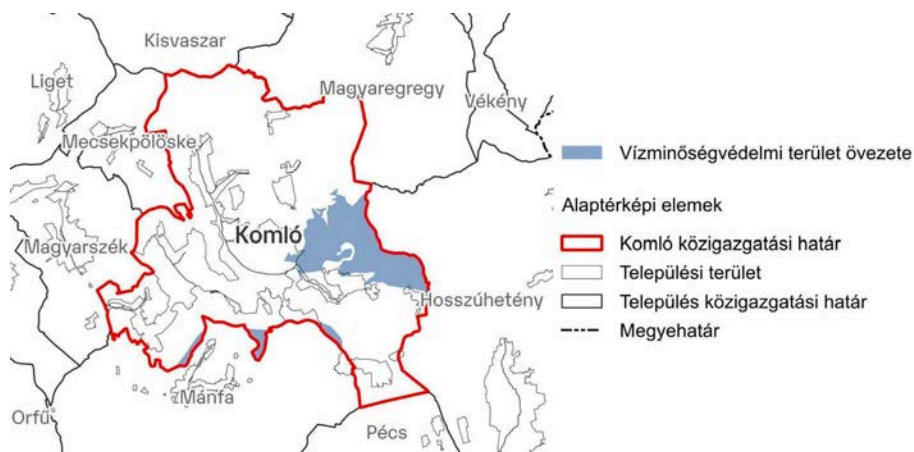 Kisvaszar
Liget
Magyaregregy
Vékény
Mecsekpölöske
Magyarszék
Komló
Hosszúhetény
Mánfa
Orfű
Pécs
Vízminőségvédelmi terület övezete
Alaptérképi elemek
Komló közigazgatási határ
Települési terület
Település közigazgatási határ
Megyehatár